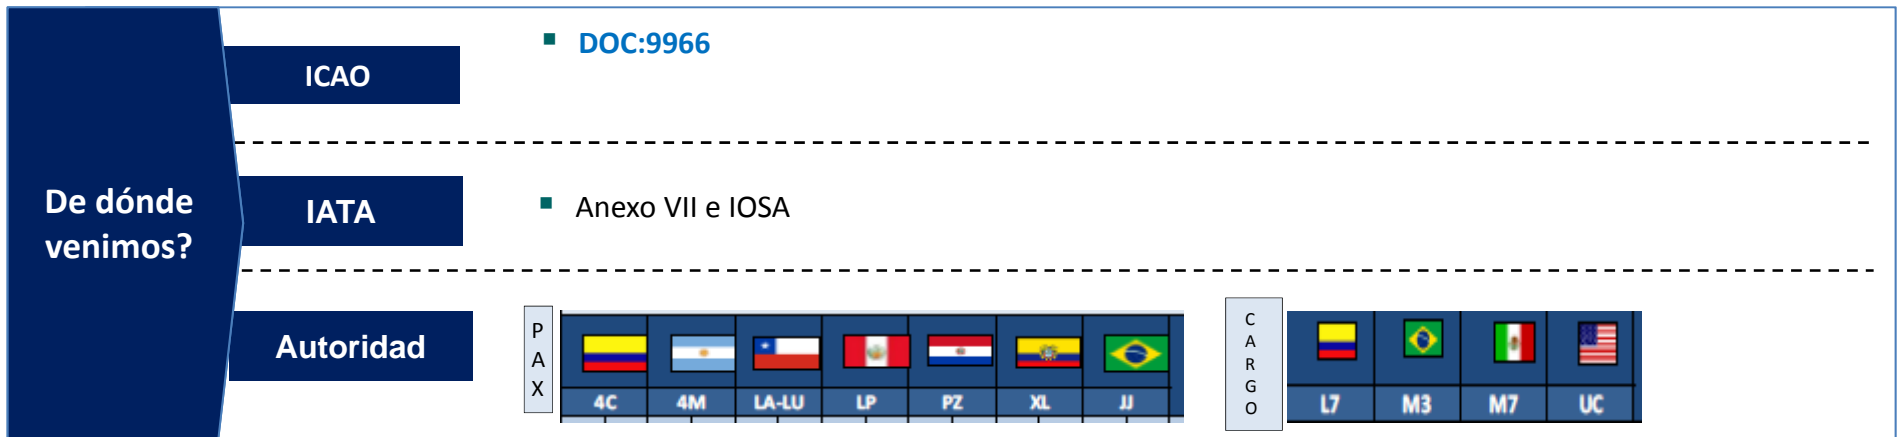 De dónde
venimos?
ICAO
DOC:9966
IATA
Anexo VII e IOSA
Autoridad
P
A
X
4C 4M LA-LU LP PZ XL JJ
C
A
R
G
O
L7 M3 M7 UC